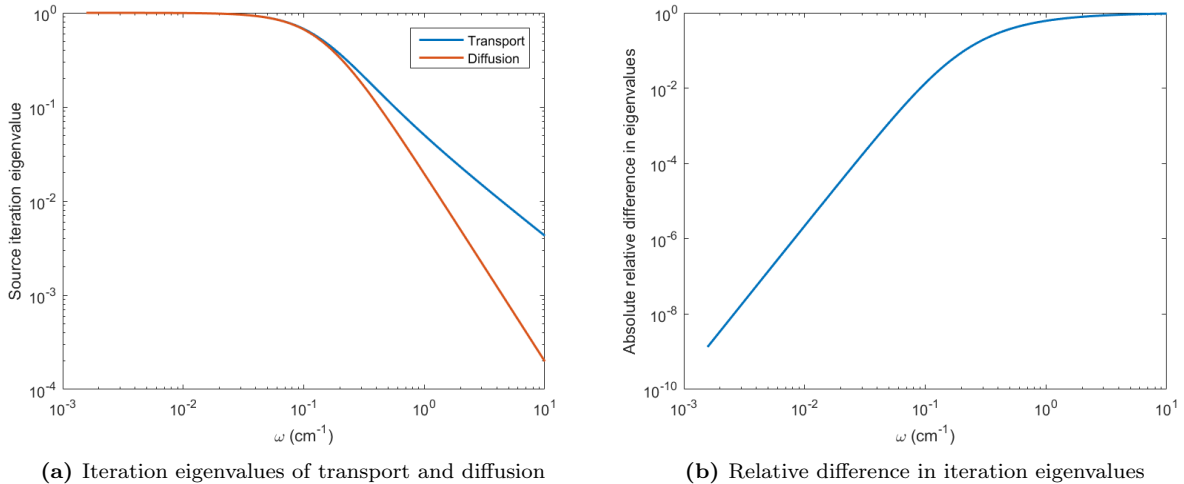 10^0
10^-1
10^-2
10^-3
10^-4
10^-3
10^-2
10^-1
10^0
10^1
Source iteration eigenvalue
ω (cm^-1)
Transport
Diffusion
(a) Iteration eigenvalues of transport and diffusion
10^0
10^-2
10^-4
10^-6
10^-8
10^-10
10^-3
10^-2
10^-1
10^0
10^1
Absolute relative difference in eigenvalues
ω (cm^-1)
(b) Relative difference in iteration eigenvalues